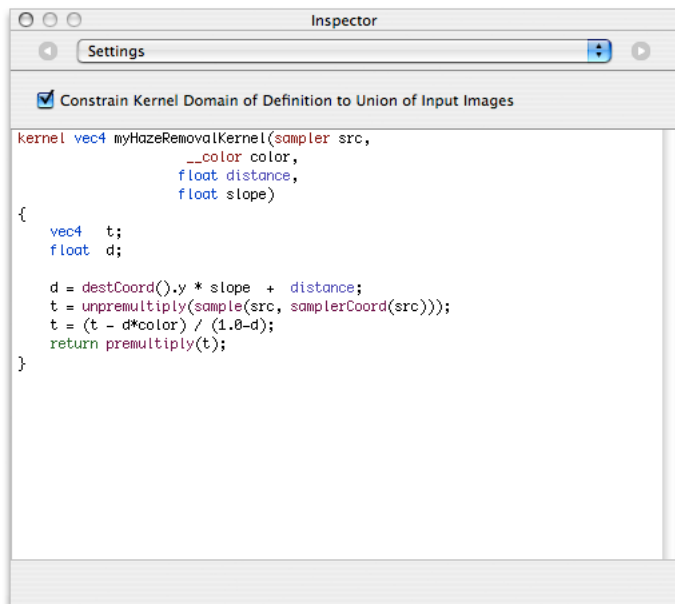 Inspector
Settings
Constrain Kernel Domain of Definition to Union of Input Images
kernel vec4 myHazeRemovalKernel(sampler src,
                     __color color,
                    float distance,
                    float slope)
{
    vec4  t;
    float  d;

    d = destCoord().y * slope  +  distance;
    t = unpremultiply(sample(src, samplerCoord(src)));
    t = (t - d*color) / (1.0-d);
    return premultiply(t);
}